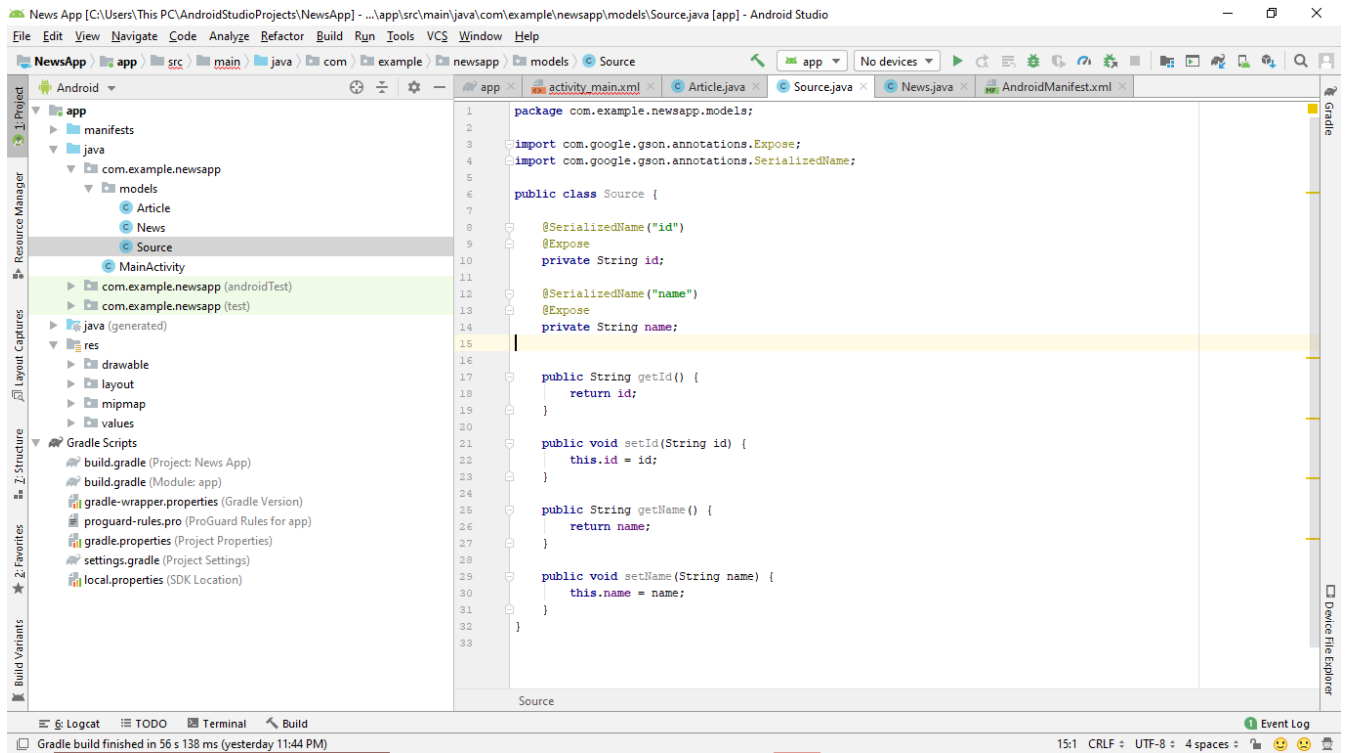 News App [C:\Users\This PC\AndroidStudioProjects\NewsApp] - ...\app\src\main\java\com\example\newsapp\models\Source.java [app] - Android Studio
File Edit View Navigate Code Analyze Refactor Build Run Tools VCS Window Help
NewsApp app src main java com example newsapp models Source app No devices
Android
app activity_main.xml Article.java Source.java News.java AndroidManifest.xml
1: Project
Resource Manager
Layout Captures
7: Structure
2: Favorites
Build Variants
app
manifests
java
com.example.newsapp
models
Article
News
Source
MainActivity
com.example.newsapp (androidTest)
com.example.newsapp (test)
java (generated)
res
drawable
layout
mipmap
values
Gradle Scripts
build.gradle (Project: News App)
build.gradle (Module: app)
gradle-wrapper.properties (Gradle Version)
proguard-rules.pro (ProGuard Rules for app)
gradle.properties (Project Properties)
settings.gradle (Project Settings)
local.properties (SDK Location)
1 package com.example.newsapp.models;
2
3 import com.google.gson.annotations.Expose;
4 import com.google.gson.annotations.SerializedName;
5
6 public class Source {
7
8 @SerializedName("id")
9 @Expose
10 private String id;
11
12 @SerializedName("name")
13 @Expose
14 private String name;
15
16
17 public String getId() {
18 return id;
19 }
20
21 public void setId(String id) {
22 this.id = id;
23 }
24
25 public String getName() {
26 return name;
27 }
28
29 public void setName(String name) {
30 this.name = name;
31 }
32 }
33
Source
Gradle
Device File Explorer
6: Logcat TODO Terminal Build 1 Event Log
Gradle build finished in 56 s 138 ms (yesterday 11:44 PM) 15:1 CRLF UTF-8 4 spaces